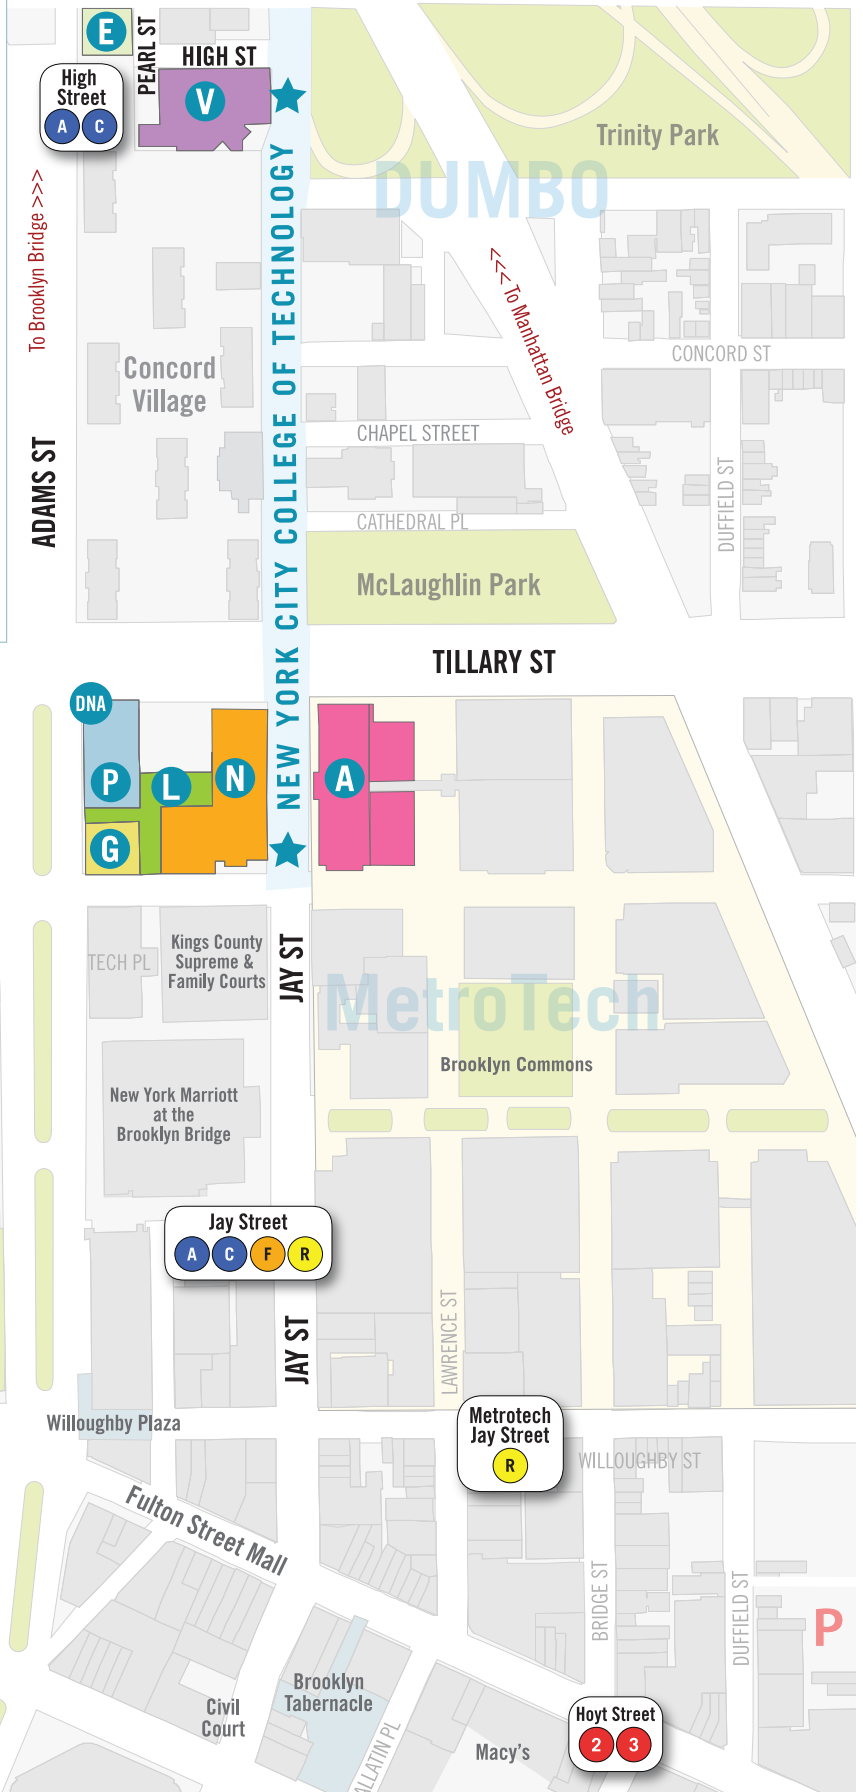 E
PEARL ST
HIGH ST
High
Street
A C
V
Trinity Park
DUMBO
To Brooklyn Bridge >>>
<<< To Manhattan Bridge
NEW YORK CITY COLLEGE OF TECHNOLOGY
CONCORD ST
Concord
Village
CHAPEL STREET
ADAMS ST
DUFFIELD ST
CATHEDRAL PL
McLaughlin Park
TILLARY ST
DNA
P
L
N
A
G
JAY ST
TECH PL
Kings County
Supreme &
Family Courts
MetroTech
Brooklyn Commons
New York Marriott
at the
Brooklyn Bridge
Jay Street
A C F R
JAY ST
LAWRENCE ST
Willoughby Plaza
Metrotech
Jay Street
R
WILLOUGHBY ST
Fulton Street Mall
BRIDGE ST
DUFFIELD ST
P
Brooklyn
Tabernacle
Civil
Court
ALLATIN PL
Hoyt Street
2 3
Macy's